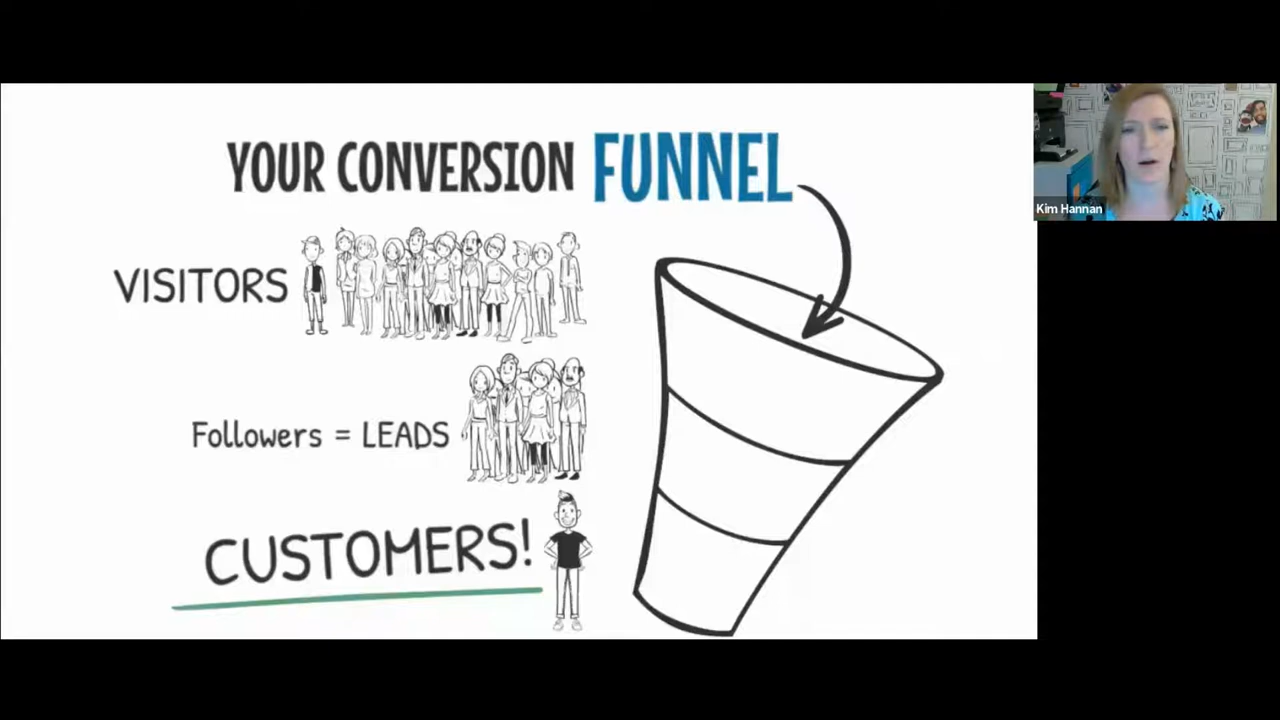 YOUR CONVERSION FUNNEL
VISITORS
Followers = LEADS
CUSTOMERS!
Kim Hannan